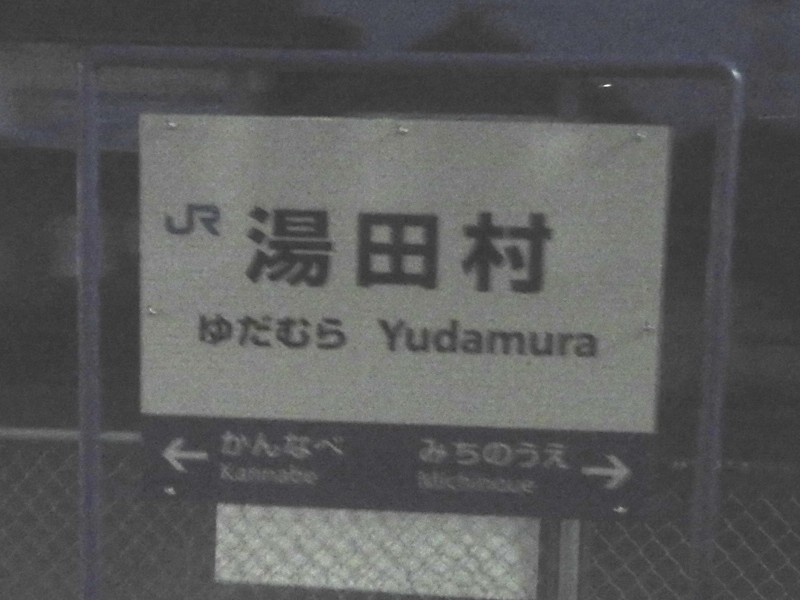 JR 湯田村
ゆだむら Yudamura
← かんなべ みちのうえ →
Kannabe Michinoue